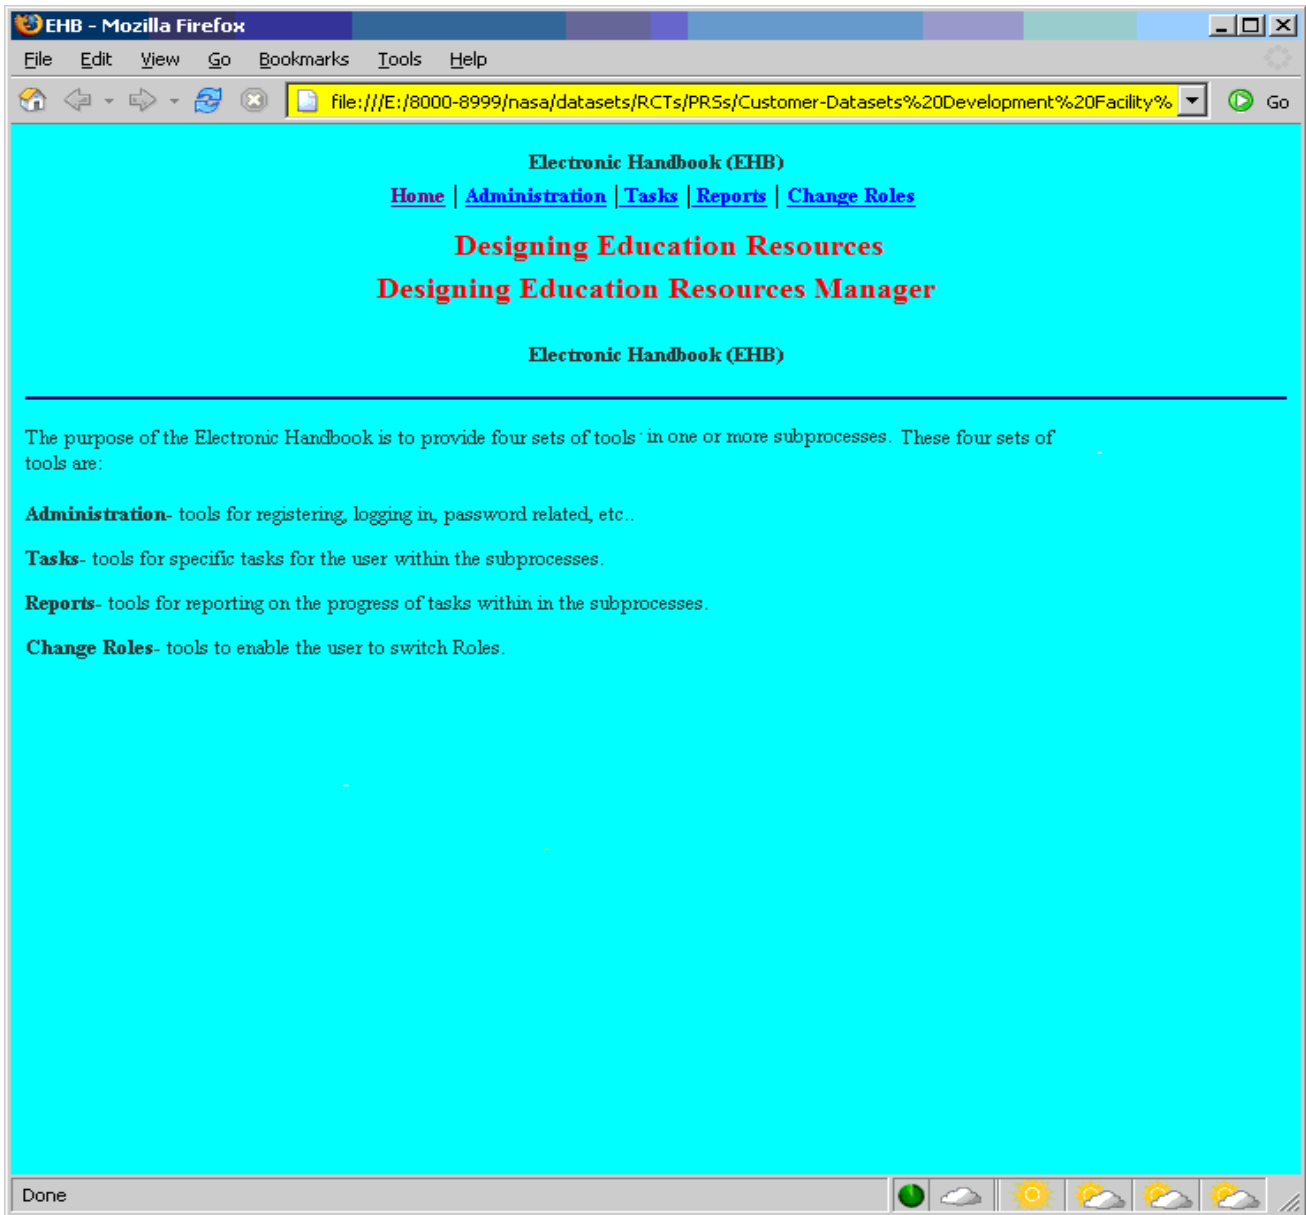 EHB - Mozilla Firefox
File Edit View Go Bookmarks Tools Help
file:///E:/8000-8999/nasa/datasets/RCTs/PRSs/Customer-Datasets%20Development%20Facility% Go
Electronic Handbook (EHB)
Home | Administration | Tasks | Reports | Change Roles
Designing Education Resources
Designing Education Resources Manager
Electronic Handbook (EHB)
The purpose of the Electronic Handbook is to provide four sets of tools in one or more subprocesses. These four sets of
tools are:
Administration- tools for registering, logging in, password related, etc..
Tasks- tools for specific tasks for the user within the subprocesses.
Reports- tools for reporting on the progress of tasks within in the subprocesses.
Change Roles- tools to enable the user to switch Roles.
Done